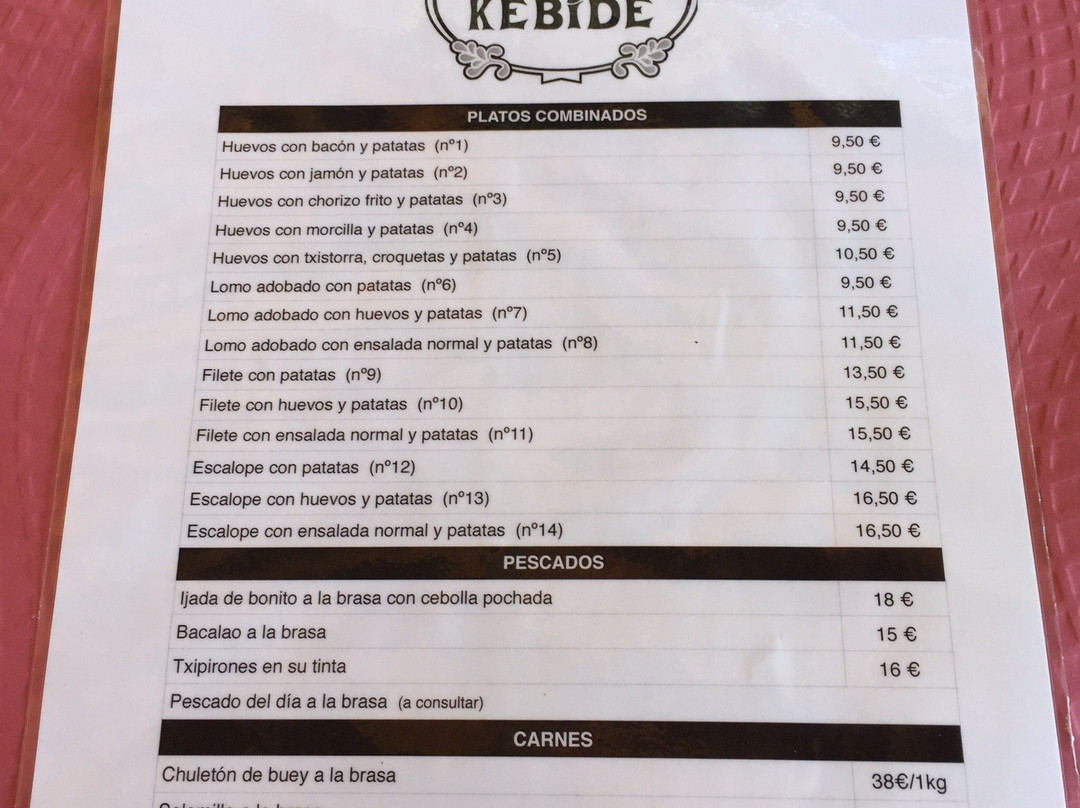 KEBIDE
PLATOS COMBINADOS
Huevos con bacón y patatas (nº1) 9,50 €
Huevos con jamón y patatas (nº2) 9,50 €
Huevos con chorizo frito y patatas (nº3) 9,50 €
Huevos con morcilla y patatas (nº4) 9,50 €
Huevos con txistorra, croquetas y patatas (nº5) 10,50 €
Lomo adobado con patatas (nº6) 9,50 €
Lomo adobado con huevos y patatas (nº7) 11,50 €
Lomo adobado con ensalada normal y patatas (nº8) 11,50 €
Filete con patatas (nº9) 13,50 €
Filete con huevos y patatas (nº10) 15,50 €
Filete con ensalada normal y patatas (nº11) 15,50 €
Escalope con patatas (nº12) 14,50 €
Escalope con huevos y patatas (nº13) 16,50 €
Escalope con ensalada normal y patatas (nº14) 16,50 €
PESCADOS
Ijada de bonito a la brasa con cebolla pochada 18 €
Bacalao a la brasa 15 €
Txipirones en su tinta 16 €
Pescado del día a la brasa (a consultar)
CARNES
Chuletón de buey a la brasa 38€/1kg